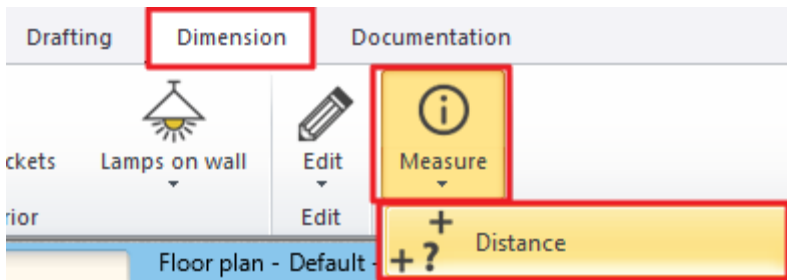 Drafting Dimension Documentation
ckets Lamps on wall Edit Measure
rior Edit
Distance
Floor plan - Default -